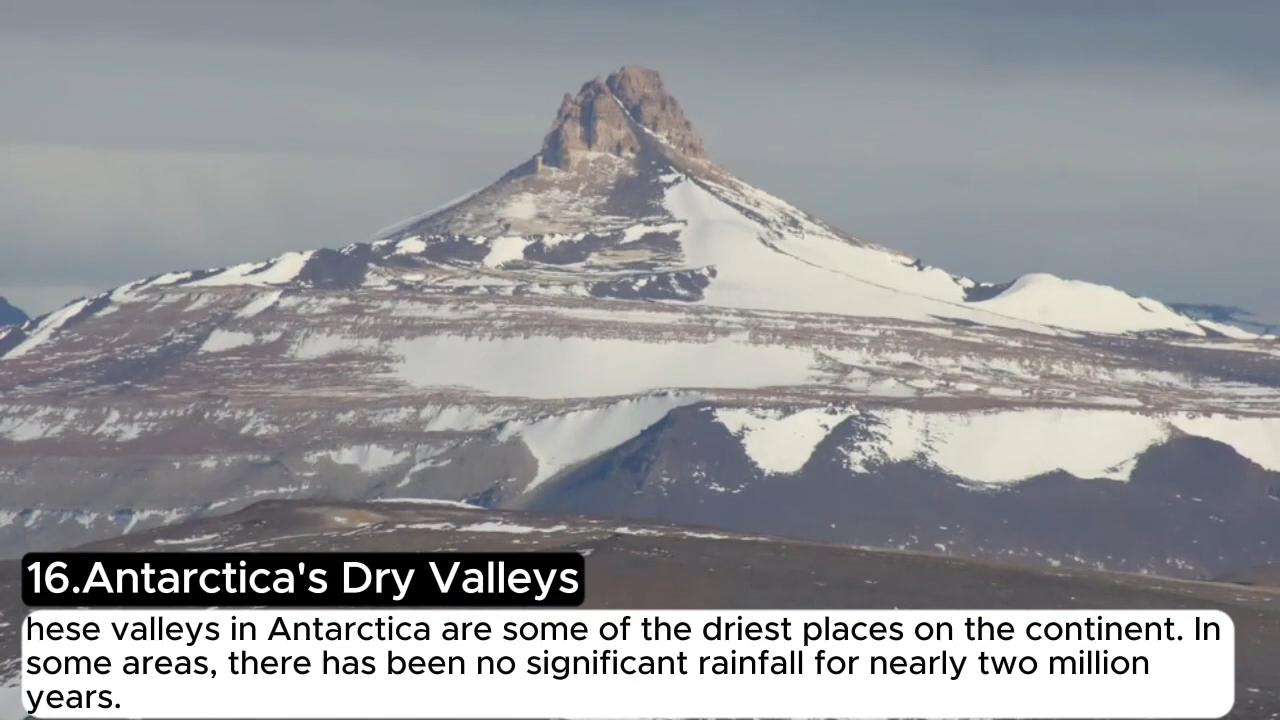 16.Antarctica's Dry Valleys
hese valleys in Antarctica are some of the driest places on the continent. In
some areas, there has been no significant rainfall for nearly two million
years.